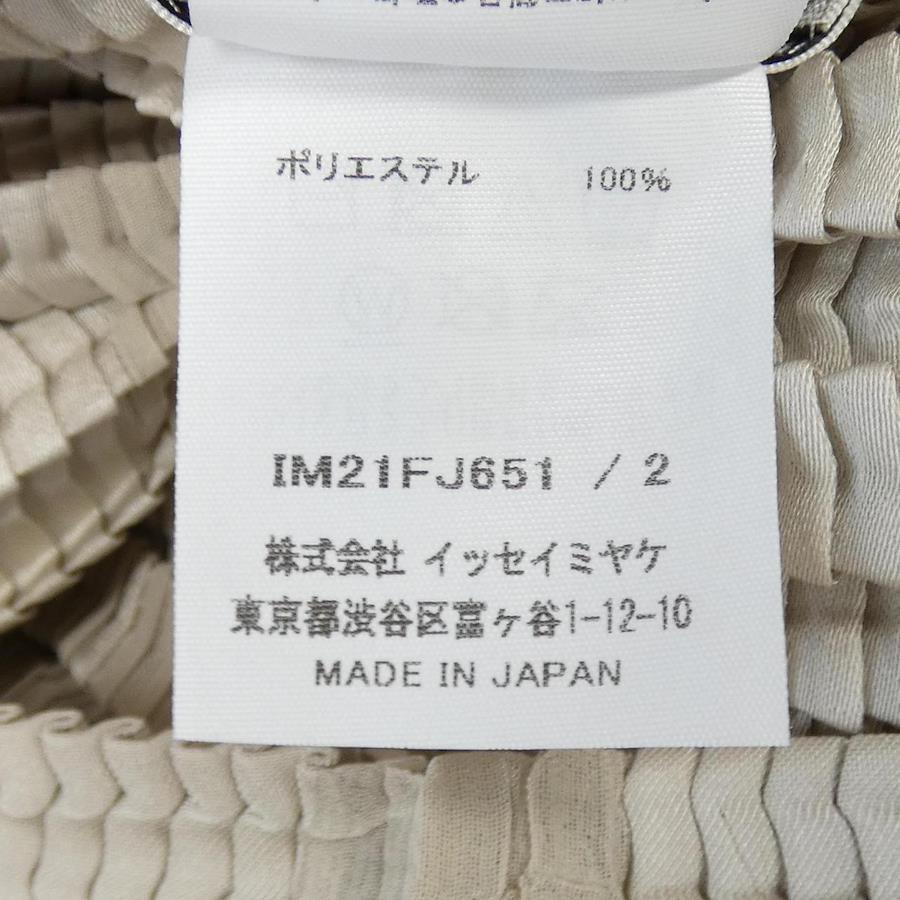 ポリエステル 100%
IM21FJ651 / 2
株式会社 イッセイミヤケ
東京都渋谷区富ヶ谷1-12-10
MADE IN JAPAN